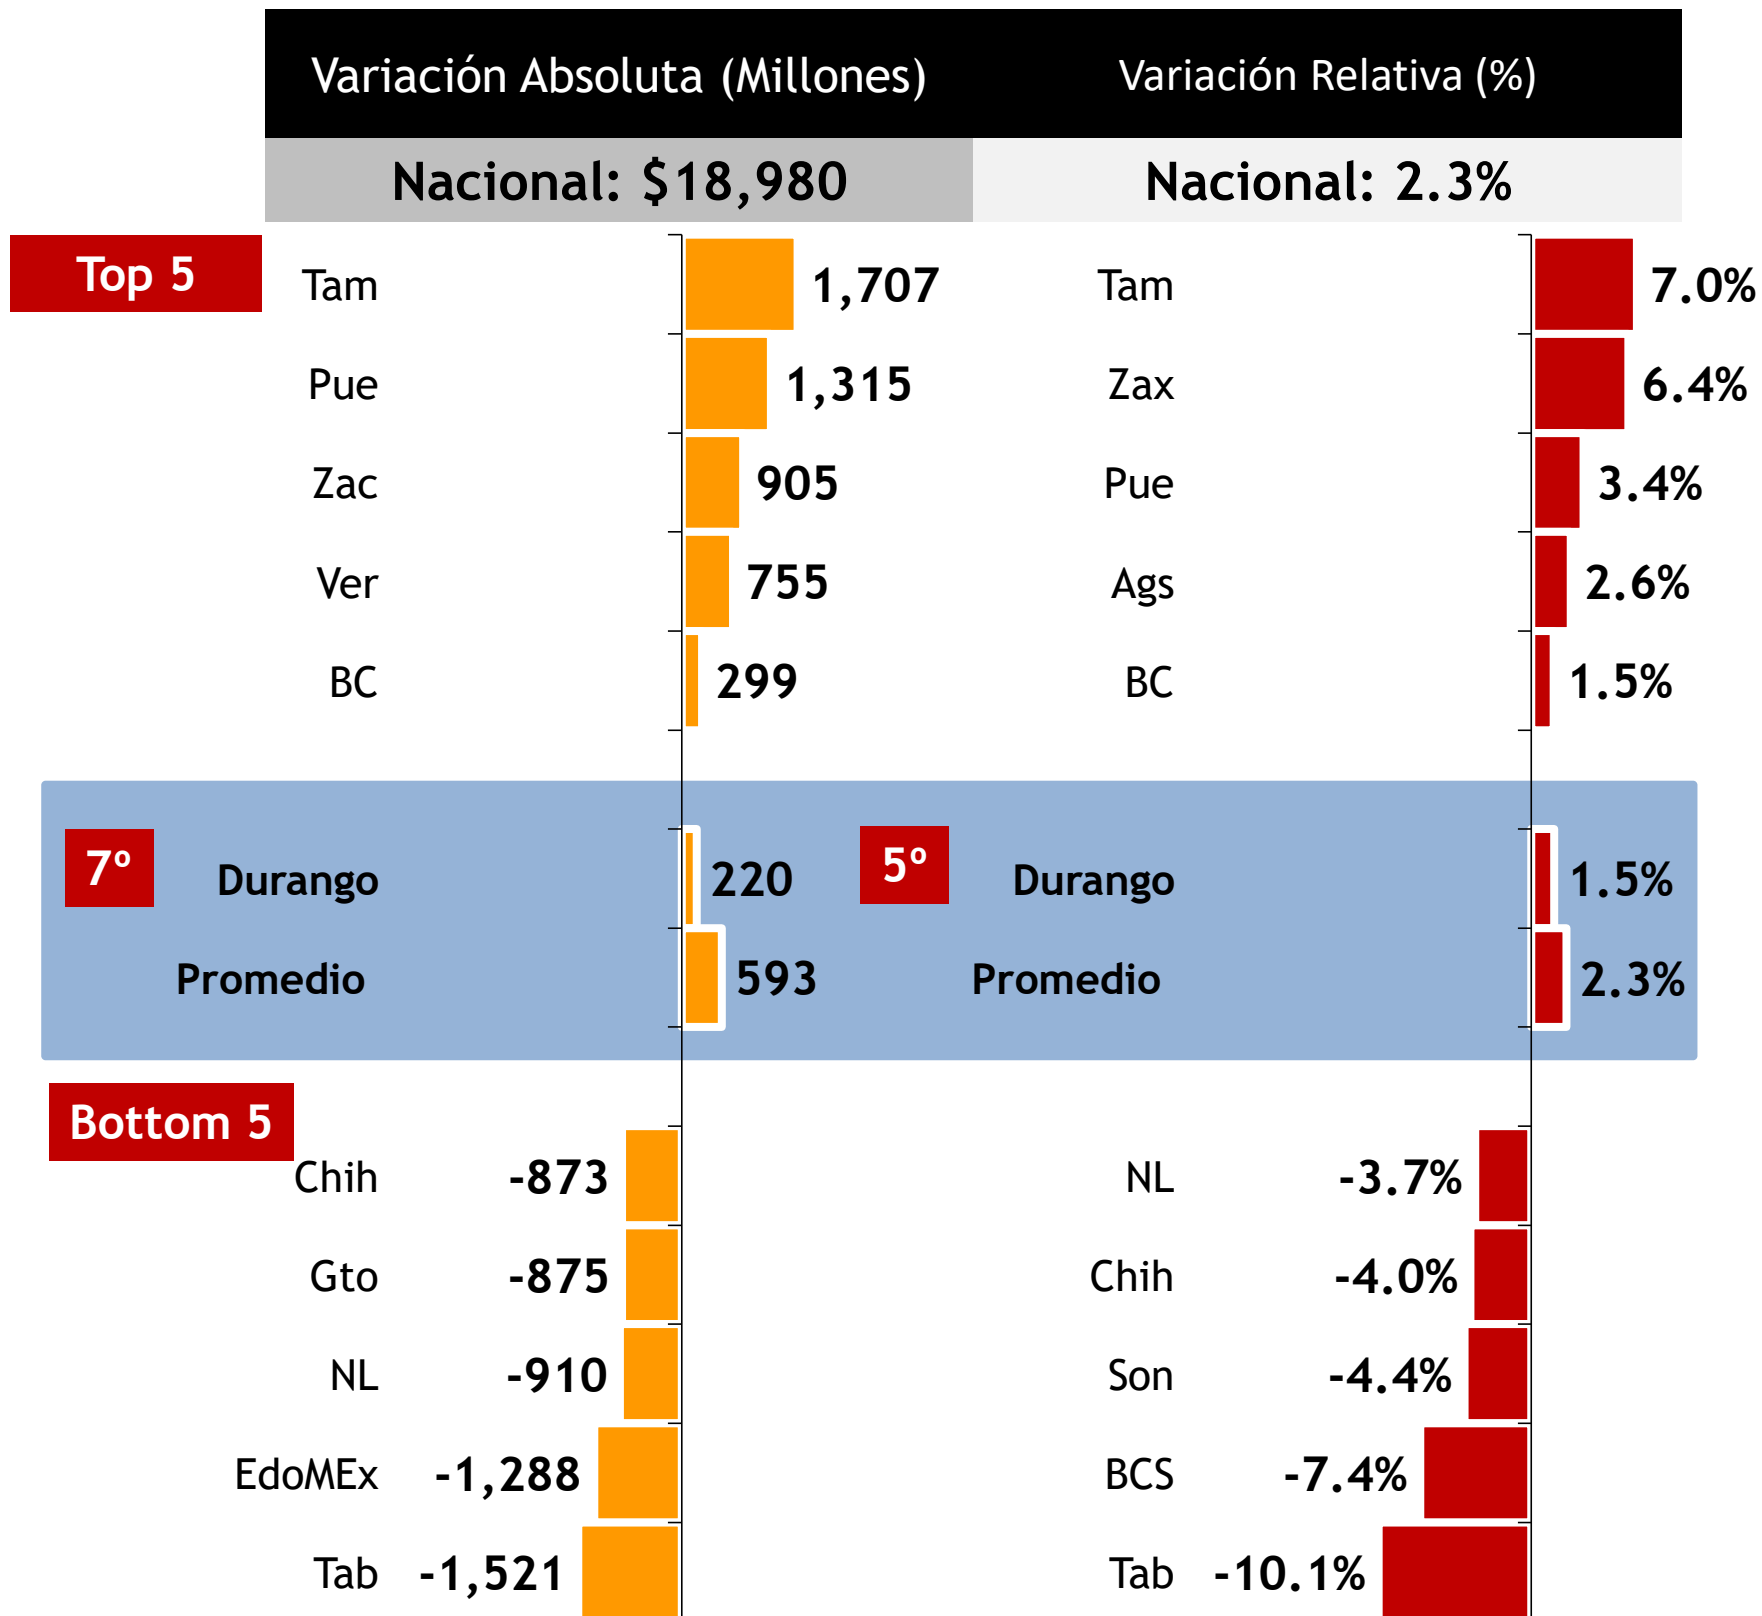 Variación Absoluta (Millones)
Variación Relativa (%)
Nacional: $18,980
Nacional: 2.3%
Top 5
Tam 1,707
Pue 1,315
Zac 905
Ver 755
BC 299
Tam 7.0%
Zax 6.4%
Pue 3.4%
Ags 2.6%
BC 1.5%
7º Durango 220
Promedio 593
5º Durango 1.5%
Promedio 2.3%
Bottom 5
Chih -873
Gto -875
NL -910
EdoMEx -1,288
Tab -1,521
NL -3.7%
Chih -4.0%
Son -4.4%
BCS -7.4%
Tab -10.1%